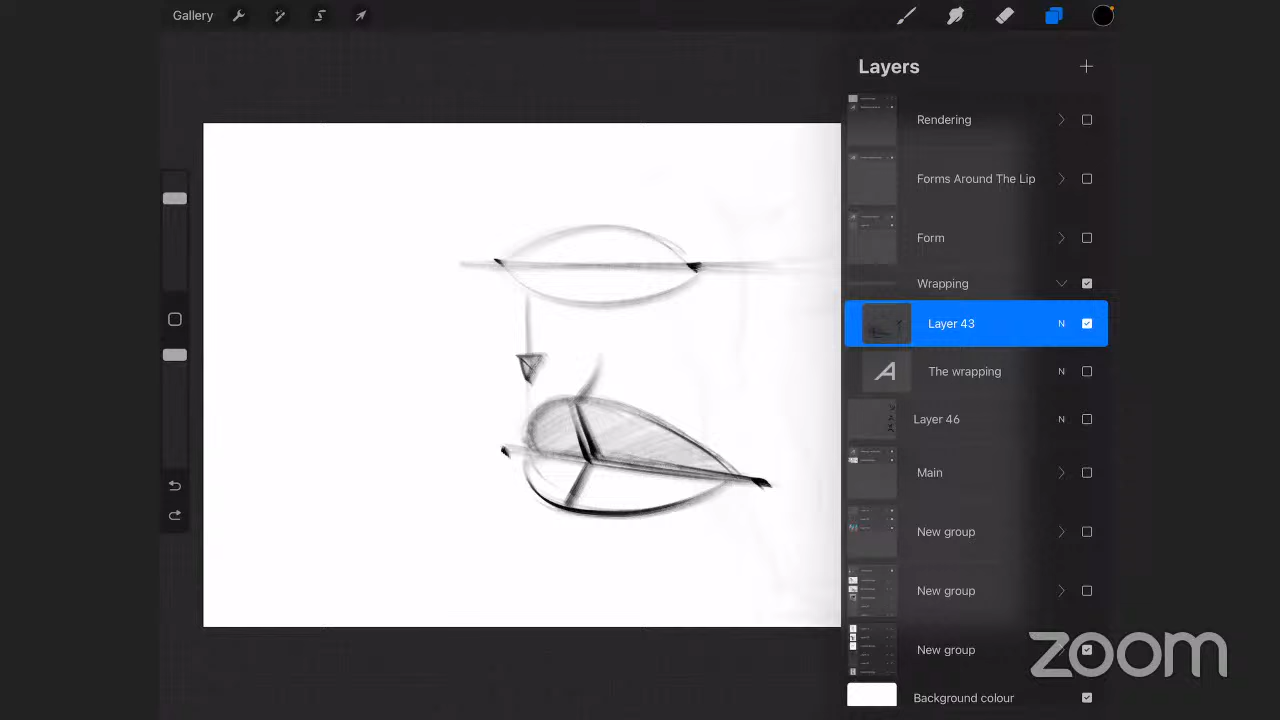 Gallery
Layers
Rendering
Forms Around The Lip
Form
Wrapping
Layer 43 N
The wrapping N
Layer 46 N
Main
New group
New group
New group
Background colour
zoom